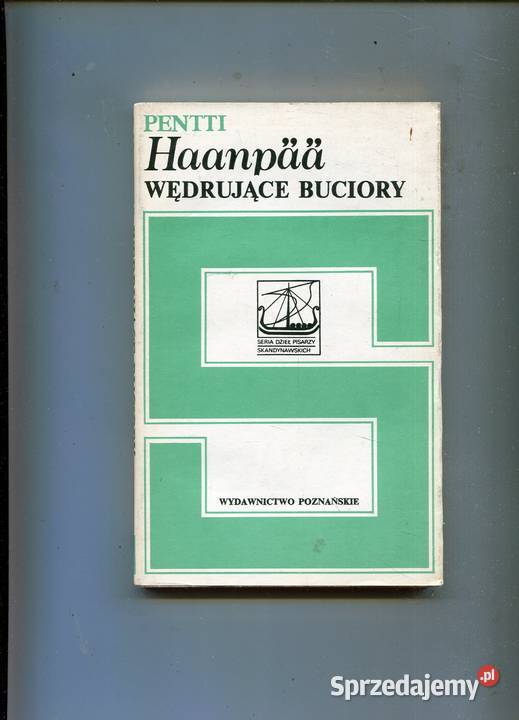 PENTTI
Haanpää
WĘDRUJĄCE BUCIORY
SERIA DZIEŁ PISARZY
SKANDYNAWSKICH
WYDAWNICTWO POZNAŃSKIE
Sprzedajemy.pl